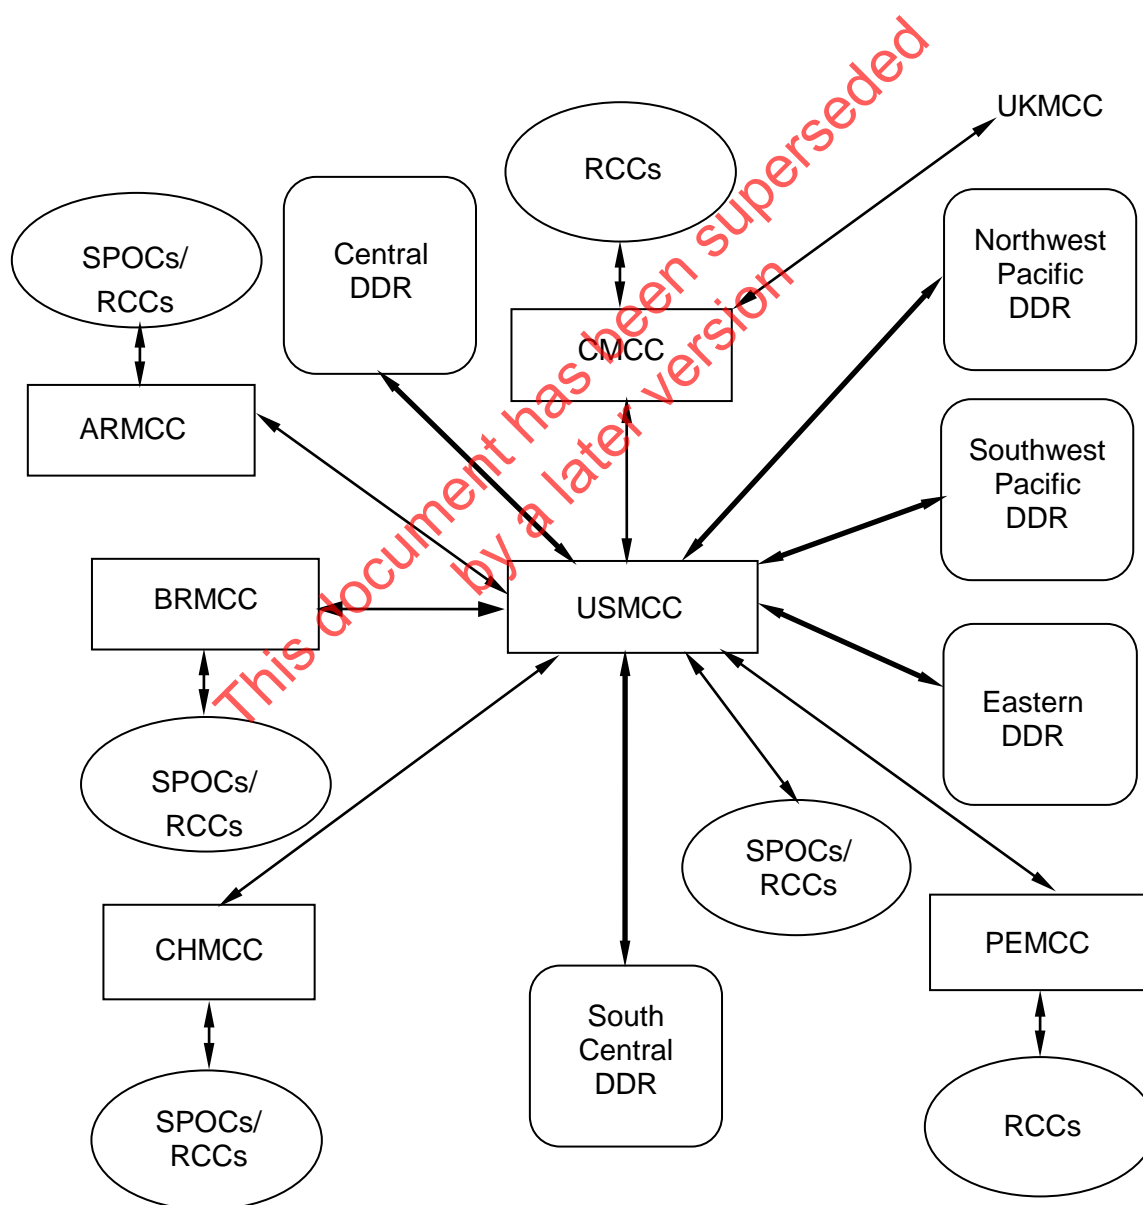 UKMCC
RCCs
Northwest
Pacific
DDR
Central
DDR
SPOCs/
RCCs
CMCC
ARMCC
Southwest
Pacific
DDR
BRMCC
USMCC
Eastern
DDR
SPOCs/
RCCs
SPOCs/
RCCs
CHMCC
PEMCC
South
Central
DDR
SPOCs/
RCCs
RCCs
This document has been superseded
by a later version